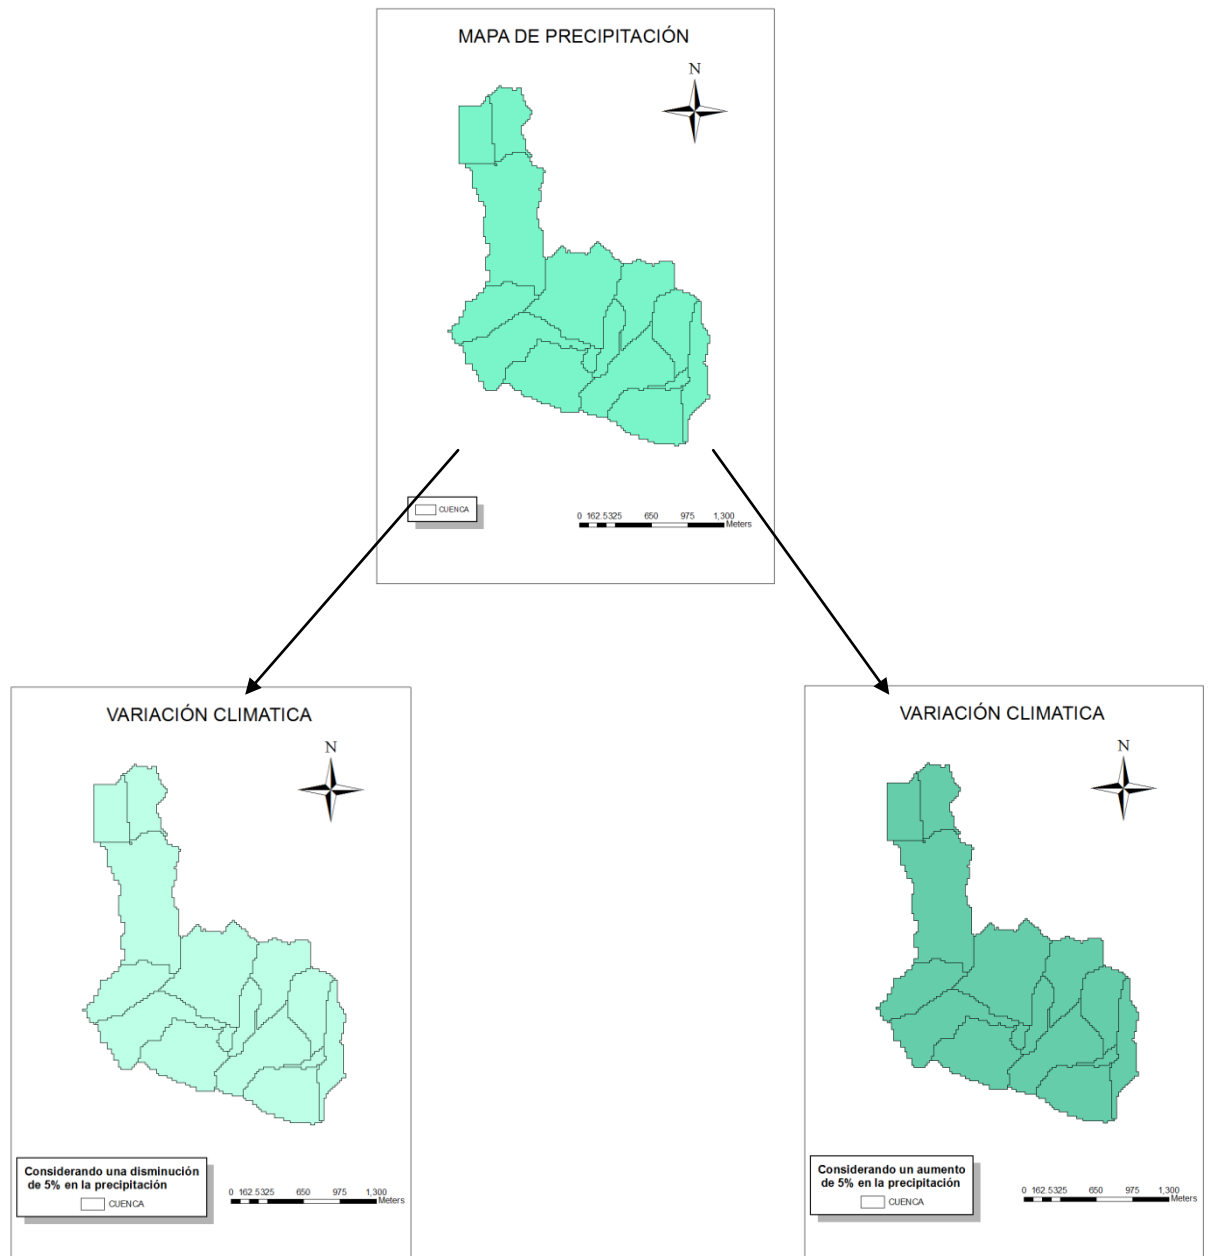 MAPA DE PRECIPITACIÓN
N
CUENCA
0 162.5325 650 975 1,300
Meters
VARIACIÓN CLIMATICA
N
Considerando una disminución
de 5% en la precipitación
CUENCA
0 162.5325 650 975 1,300
Meters
VARIACIÓN CLIMATICA
N
Considerando un aumento
de 5% en la precipitación
CUENCA
0 162.5325 650 975 1,300
Meters